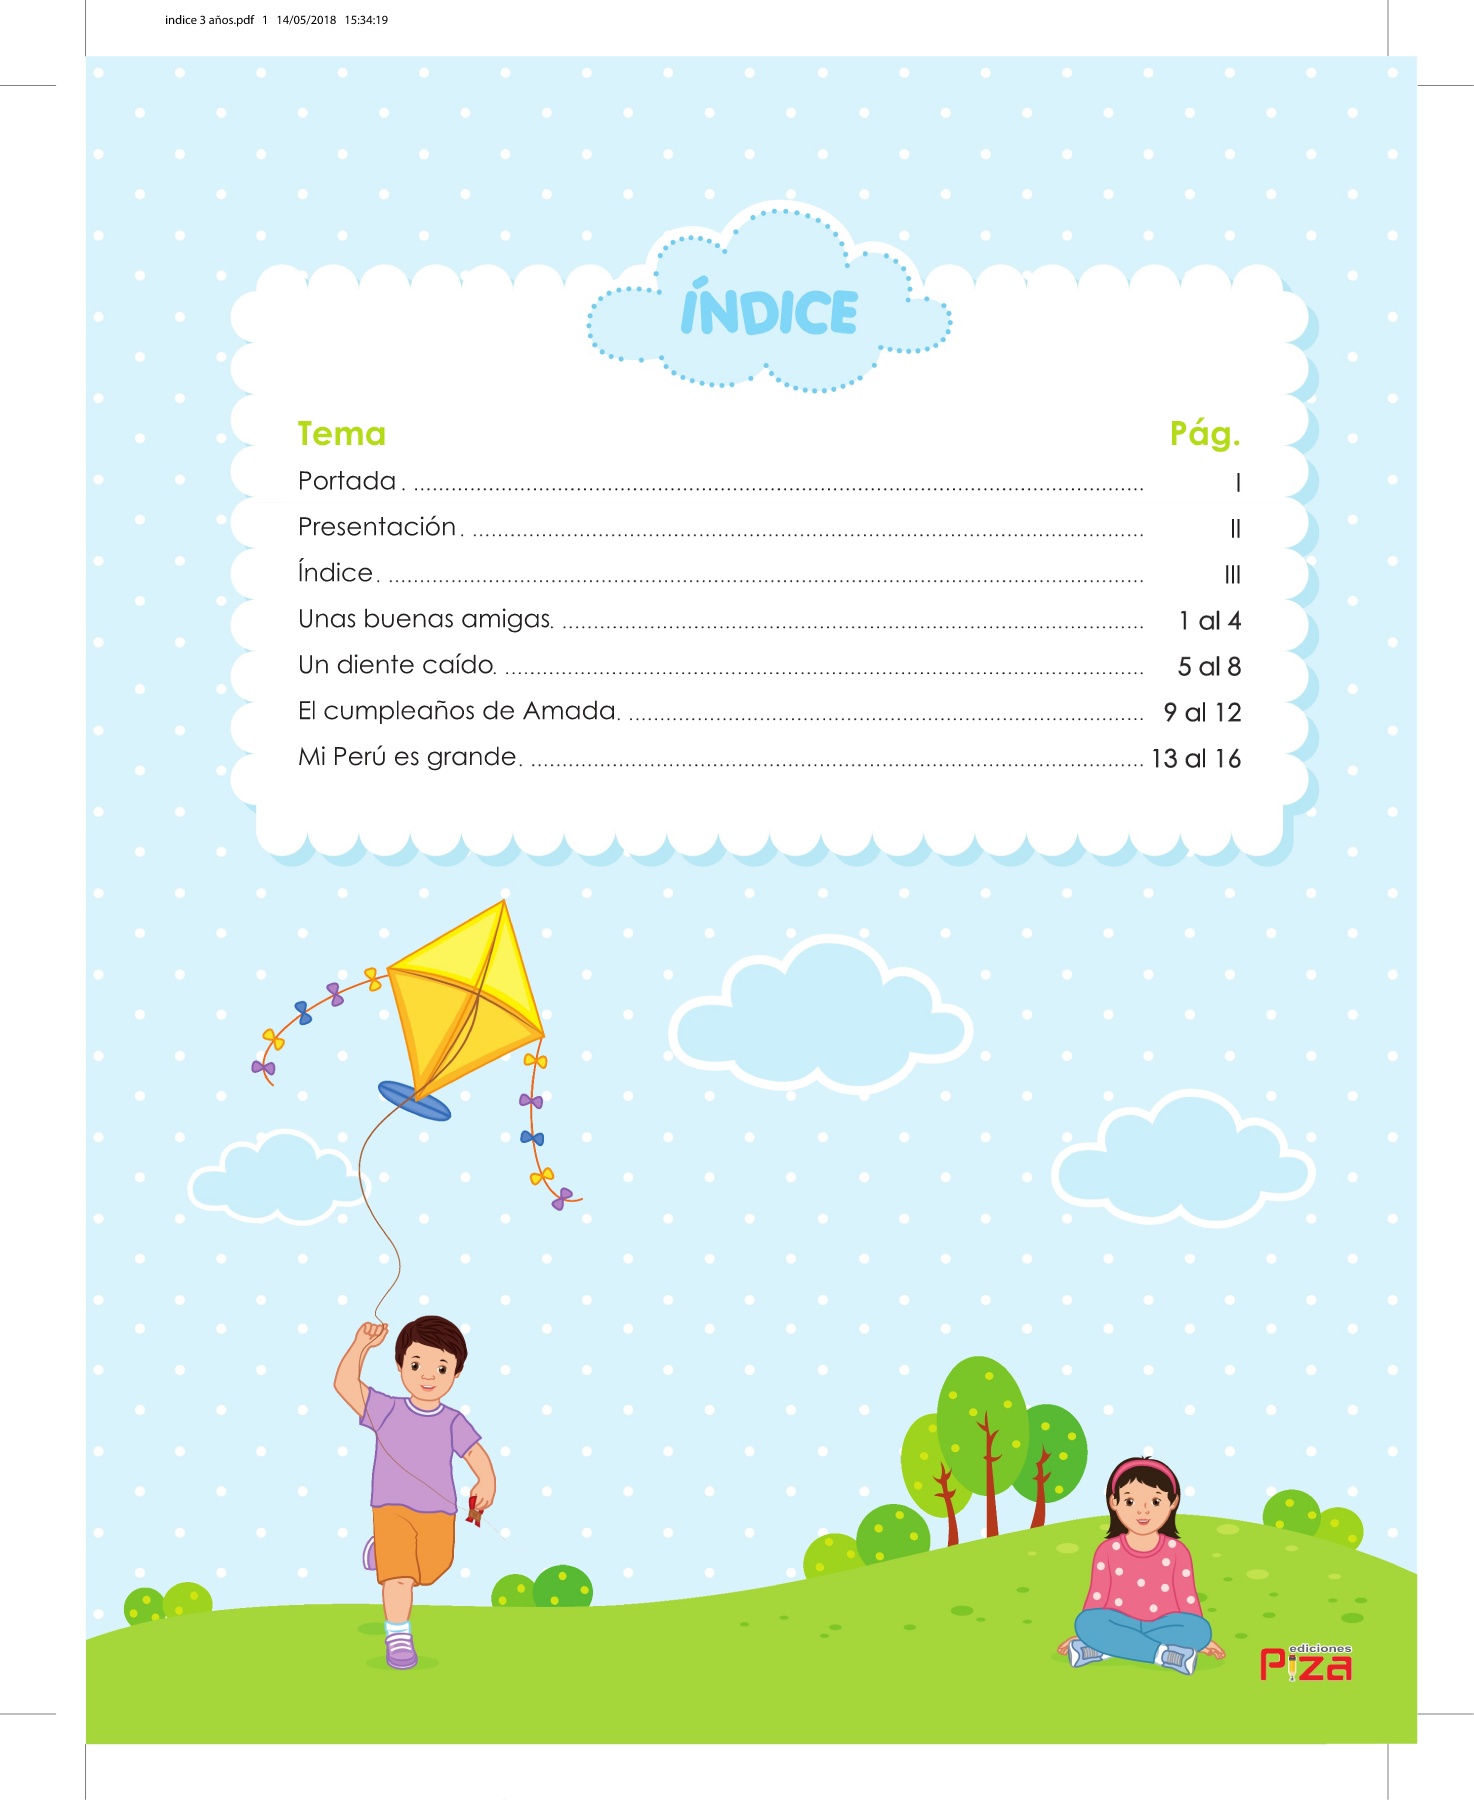 indice 3 años.pdf 1 14/05/2018 15:34:19
ÍNDICE
Tema Pág.
Portada . ........................................ I
Presentación . ........................................ II
Índice . ........................................ III
Unas buenas amigas. ........................................ 1 al 4
Un diente caído. ........................................ 5 al 8
El cumpleaños de Amada. ........................................ 9 al 12
Mi Perú es grande. ........................................ 13 al 16
ediciones
Piza